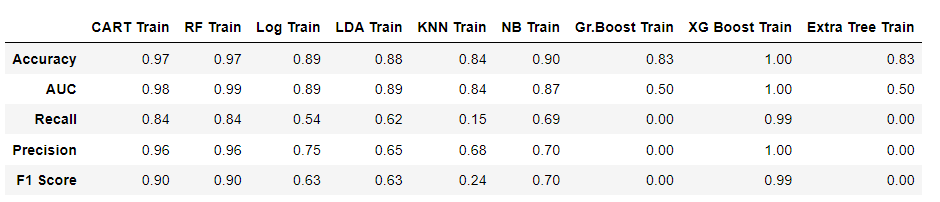 CART Train RF Train Log Train LDA Train KNN Train NB Train Gr.Boost Train XG Boost Train Extra Tree Train
Accuracy 0.97 0.97 0.89 0.88 0.84 0.90 0.83 1.00 0.83
AUC 0.98 0.99 0.89 0.89 0.84 0.87 0.50 1.00 0.50
Recall 0.84 0.84 0.54 0.62 0.15 0.69 0.00 0.99 0.00
Precision 0.96 0.96 0.75 0.65 0.68 0.70 0.00 1.00 0.00
F1 Score 0.90 0.90 0.63 0.63 0.24 0.70 0.00 0.99 0.00